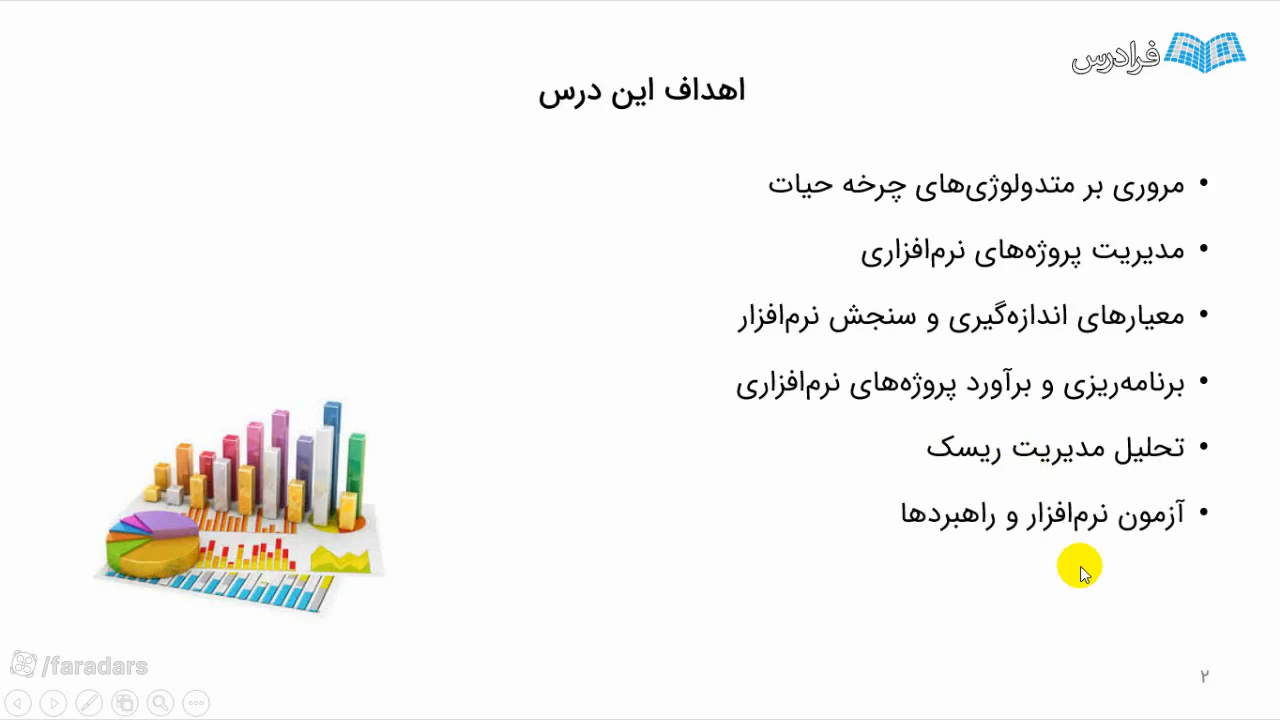 فرادرس
اهداف این درس
• مروری بر متدولوژی‌های چرخه حیات
• مدیریت پروژه‌های نرم‌افزاری
• معیارهای اندازه‌گیری و سنجش نرم‌افزار
• برنامه‌ریزی و برآورد پروژه‌های نرم‌افزاری
• تحلیل مدیریت ریسک
• آزمون نرم‌افزار و راهبردها
/faradars
۲